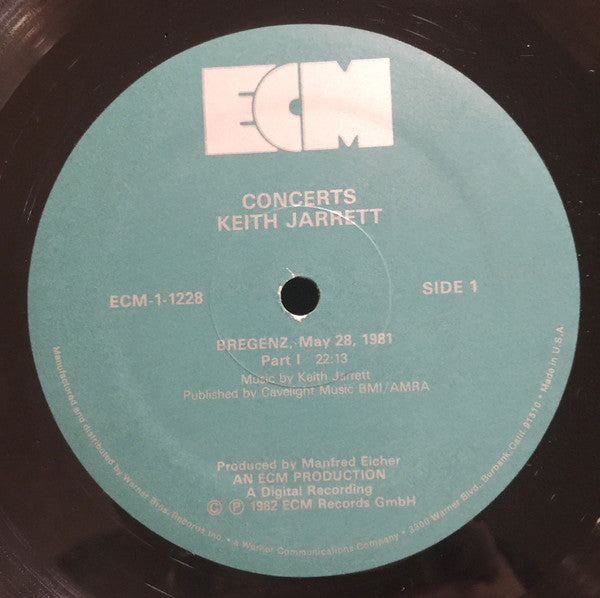 ECM
CONCERTS
KEITH JARRETT
ECM-1-1228
SIDE 1
BREGENZ, May 28, 1981
Part I 22:13
Music by Keith Jarrett
Published by Cavelight Music BMI/AMRA
Produced by Manfred Eicher
AN ECM PRODUCTION
A Digital Recording
© ℗ 1982 ECM Records GmbH
Manufactured and distributed by Warner Bros. Records Inc. • a Warner Communications Company • 3300 Warner Blvd., Burbank, Calif. 91510 • Made in U.S.A.